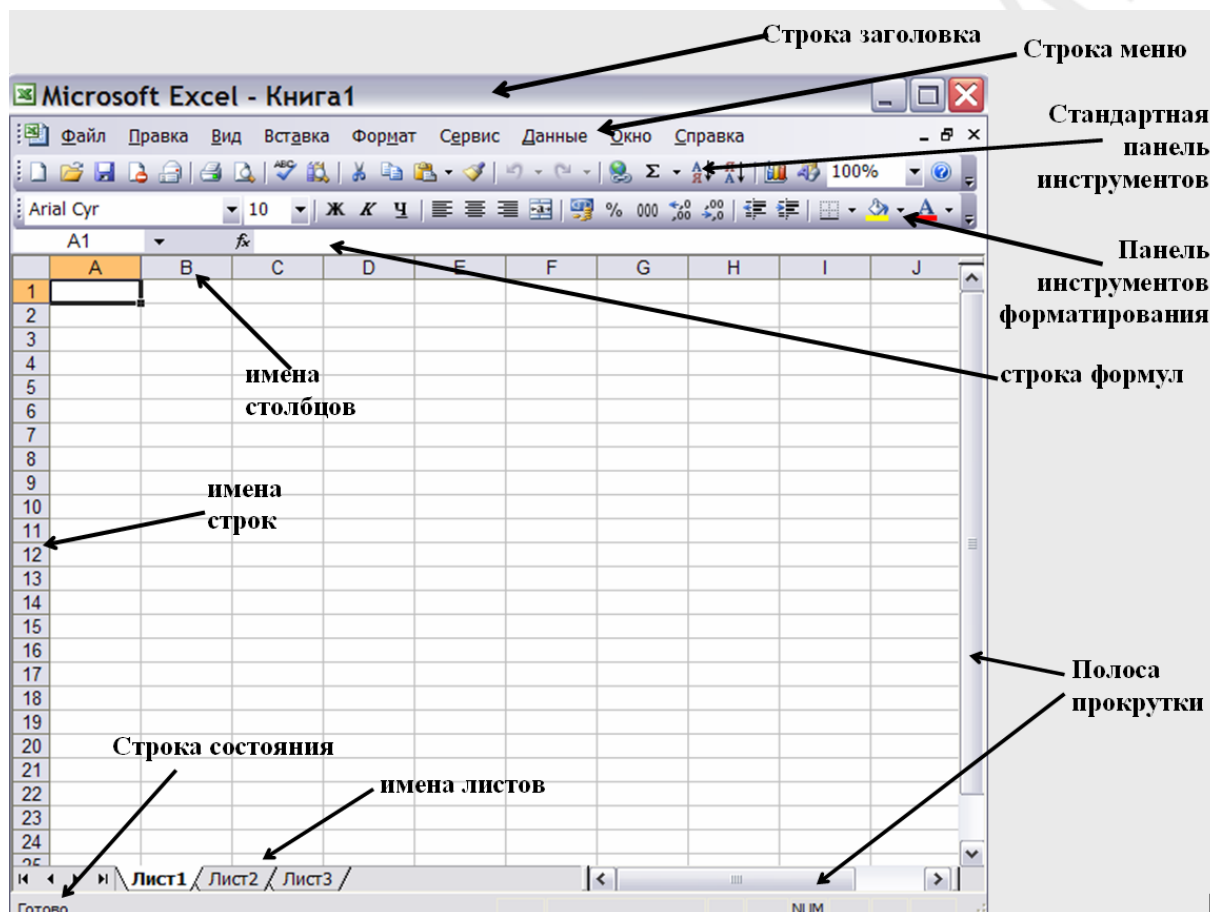 Строка заголовка
Строка меню
Microsoft Excel - Книга1
Стандартная
панель
инструментов
Файл Правка Вид Вставка Формат Сервис Данные Окно Справка
100%
Arial Cyr 10 Ж К Ч % 000
Панель
инструментов
форматирования
A1 fx
A B C D E F G H I J
1
2
3
4
5
6
7
8
9
10
11
12
13
14
15
16
17
18
19
20
21
22
23
24
25
имена
столбцов
строка формул
имена
строк
Полоса
прокрутки
Строка состояния
имена листов
Лист1 Лист2 Лист3
Готово NUM